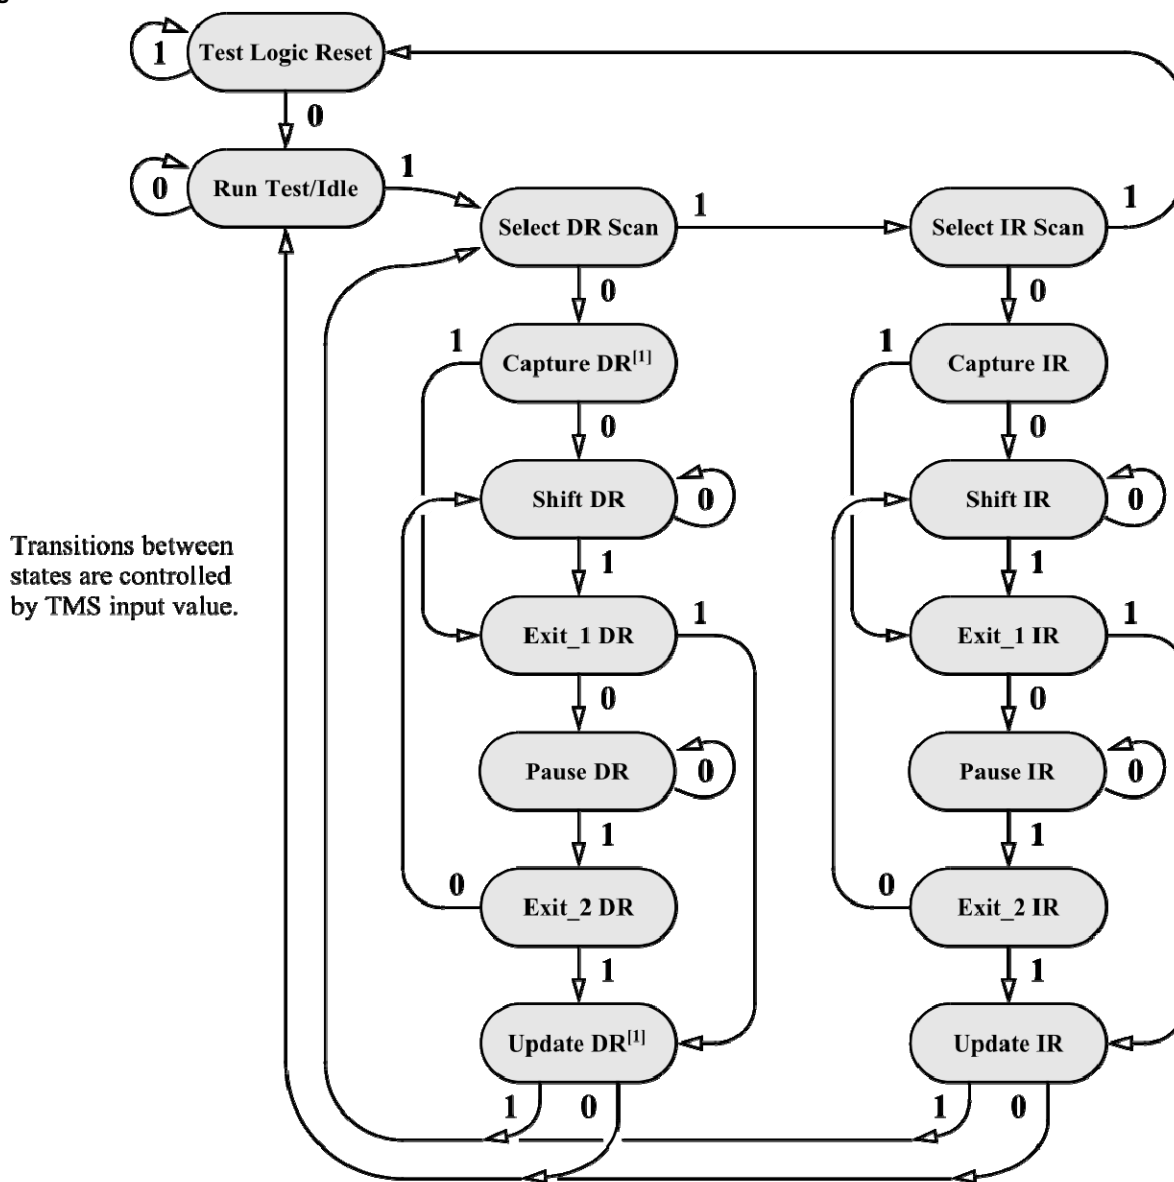 Test Logic Reset
1
0
Run Test/Idle
0
1
Select DR Scan
1
0
Select IR Scan
1
0
Capture DR[1]
1
0
Capture IR
1
0
Shift DR
0
1
Shift IR
0
1
Transitions between
states are controlled
by TMS input value.
Exit_1 DR
1
0
Exit_1 IR
1
0
Pause DR
0
1
Pause IR
0
1
Exit_2 DR
0
1
Exit_2 IR
0
1
Update DR[1]
1
0
Update IR
1
0